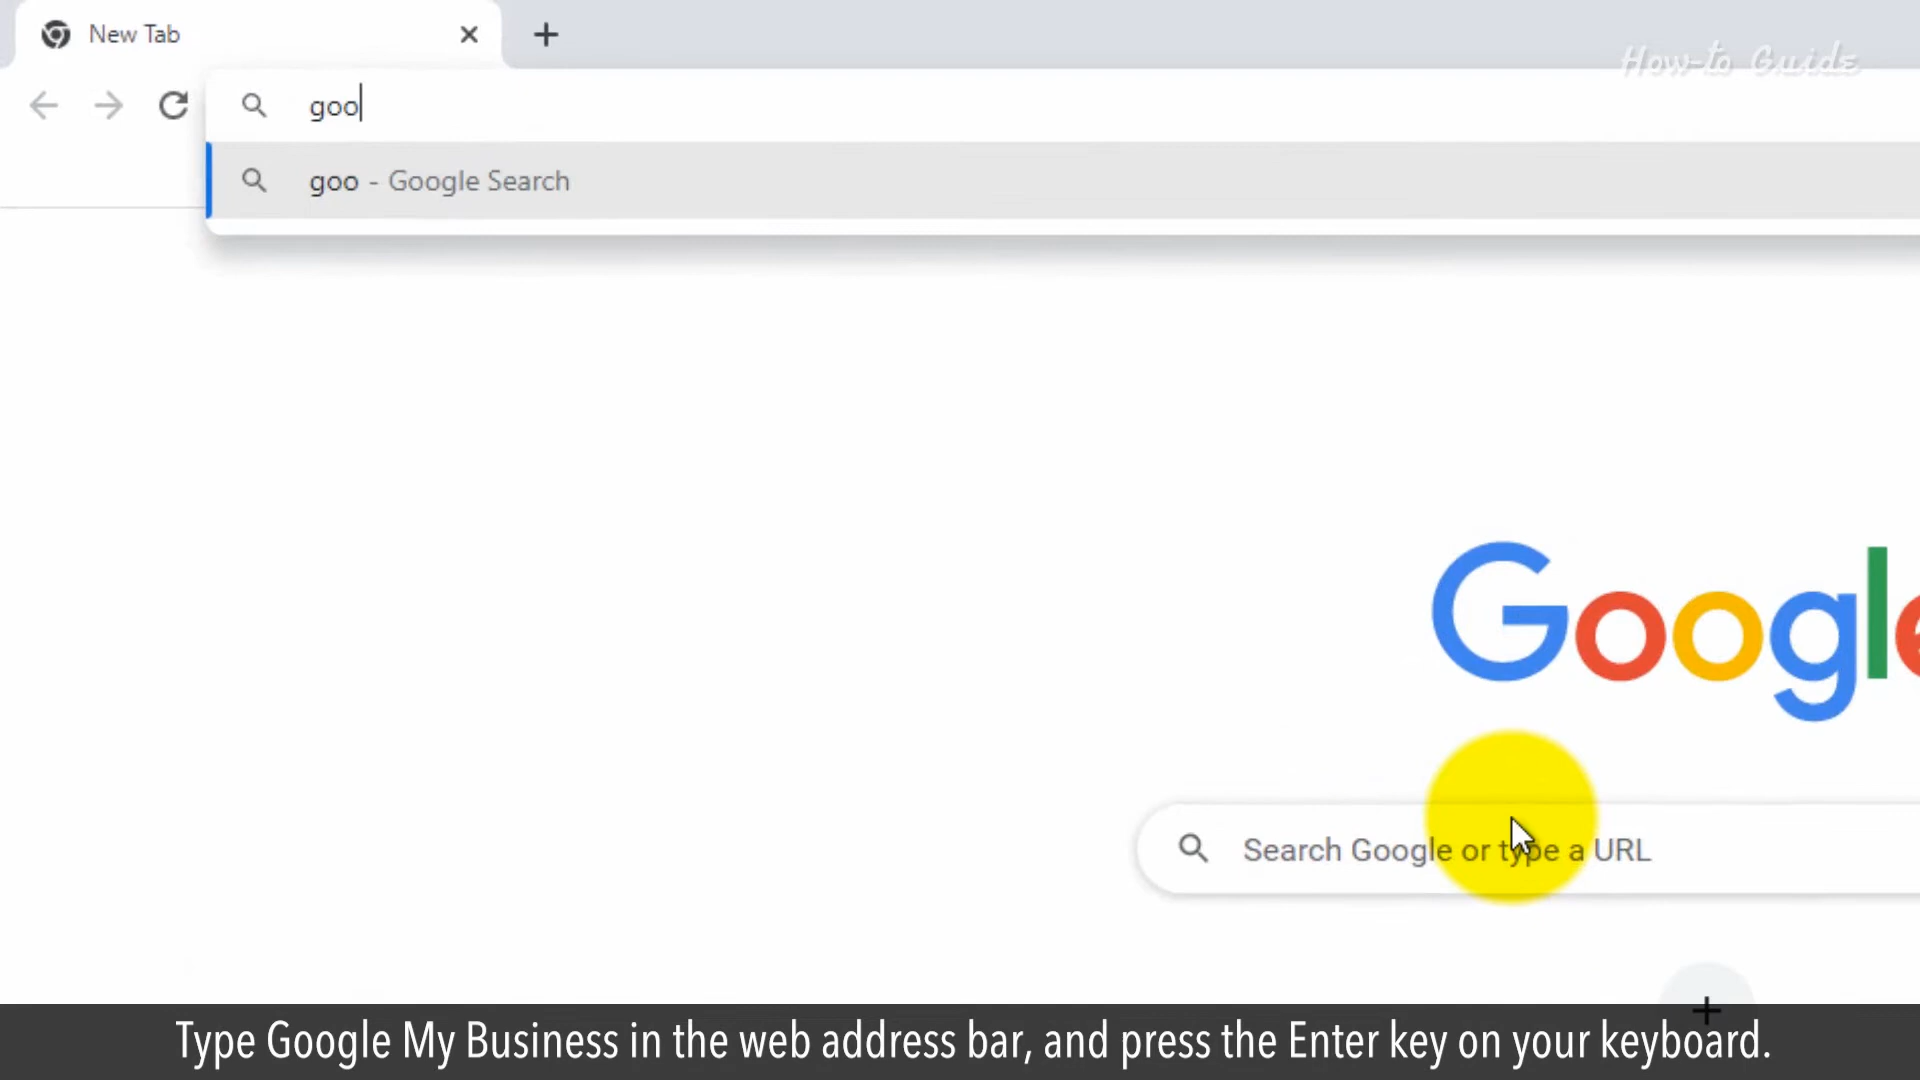 New Tab
How-to Guide
goo
goo - Google Search
Google
Search Google or type a URL
Type Google My Business in the web address bar, and press the Enter key on your keyboard.